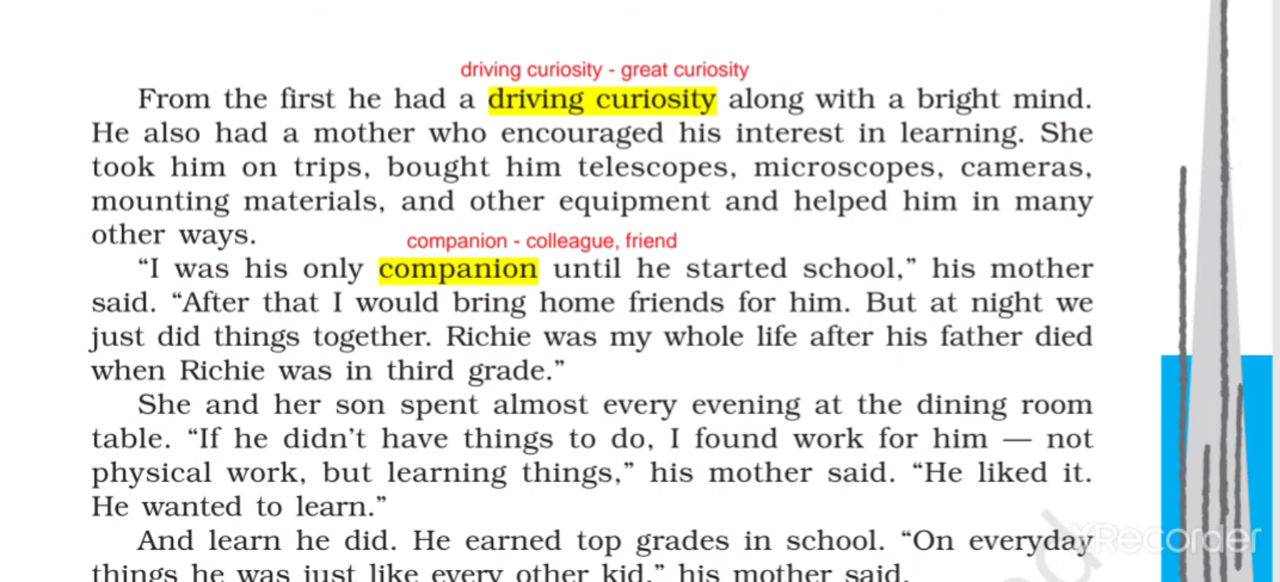 driving curiosity - great curiosity
From the first he had a driving curiosity along with a bright mind.
He also had a mother who encouraged his interest in learning. She
took him on trips, bought him telescopes, microscopes, cameras,
mounting materials, and other equipment and helped him in many
other ways.
companion - colleague, friend
“I was his only companion until he started school,” his mother
said. “After that I would bring home friends for him. But at night we
just did things together. Richie was my whole life after his father died
when Richie was in third grade.”
She and her son spent almost every evening at the dining room
table. “If he didn’t have things to do, I found work for him — not
physical work, but learning things,” his mother said. “He liked it.
He wanted to learn.”
And learn he did. He earned top grades in school. “On everyday
things he was just like every other kid,” his mother said.
XRecorder